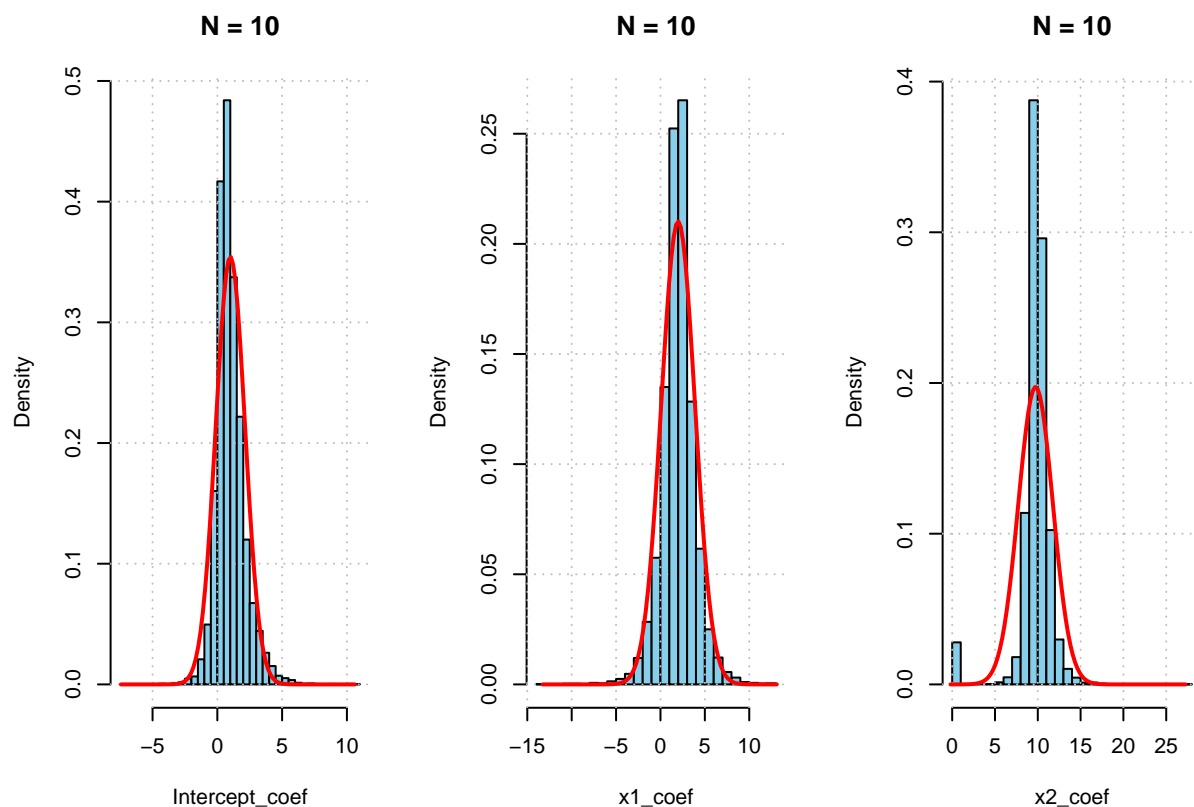 N = 10
Density
0.0 0.1 0.2 0.3 0.4 0.5
−5 0 5 10
Intercept_coef
N = 10
Density
0.00 0.05 0.10 0.15 0.20 0.25
−15 −5 0 5 10
x1_coef
N = 10
Density
0.0 0.1 0.2 0.3 0.4
0 5 10 15 20 25
x2_coef